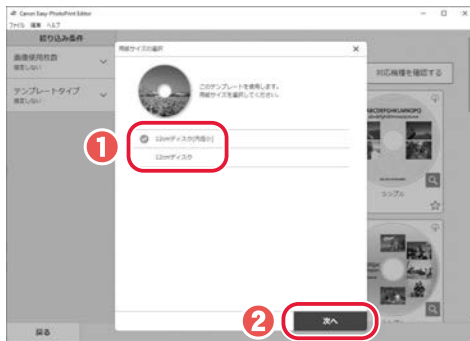 Canon Easy-PhotoPrint Editor
ファイル 編集 ヘルプ
絞り込み条件
画像使用枚数
指定しない
テンプレートタイプ
指定しない
用紙サイズの選択
このテンプレートを使用します。
用紙サイズを選択してください。
1
12cmディスク(内径小)
12cmディスク
2
次へ
戻る
対応機種を確認する
ABCDEFGHIJKLMNOPQ
シンプル